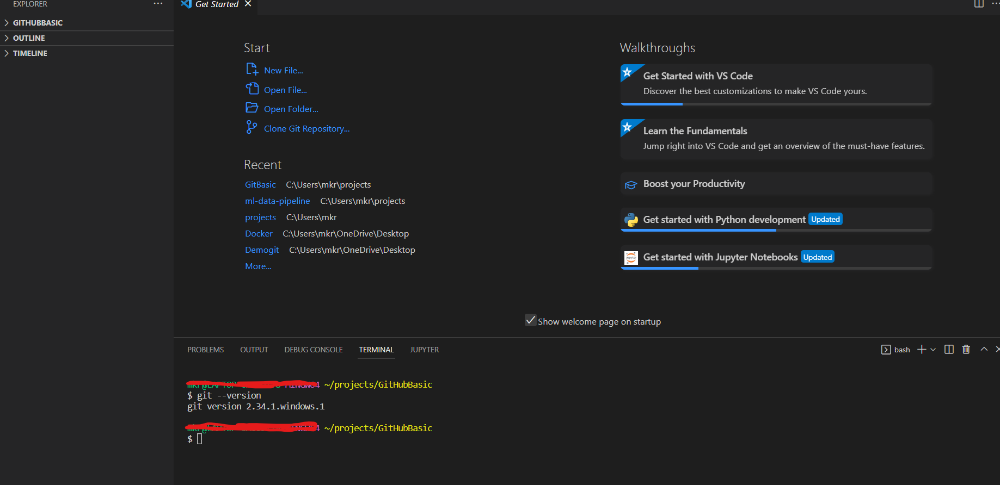 EXPLORER
GITHUBBASIC
OUTLINE
TIMELINE
Get Started
Start
New File...
Open File...
Open Folder...
Clone Git Repository...
Recent
GitBasic C:\Users\mkr\projects
ml-data-pipeline C:\Users\mkr\projects
projects C:\Users\mkr
Docker C:\Users\mkr\OneDrive\Desktop
Demogit C:\Users\mkr\OneDrive\Desktop
More...
Walkthroughs
Get Started with VS Code
Discover the best customizations to make VS Code yours.
Learn the Fundamentals
Jump right into VS Code and get an overview of the must-have features.
Boost your Productivity
Get started with Python development Updated
Get started with Jupyter Notebooks Updated
Show welcome page on startup
PROBLEMS OUTPUT DEBUG CONSOLE TERMINAL JUPYTER bash
~/projects/GitHubBasic
$ git --version
git version 2.34.1.windows.1
~/projects/GitHubBasic
$